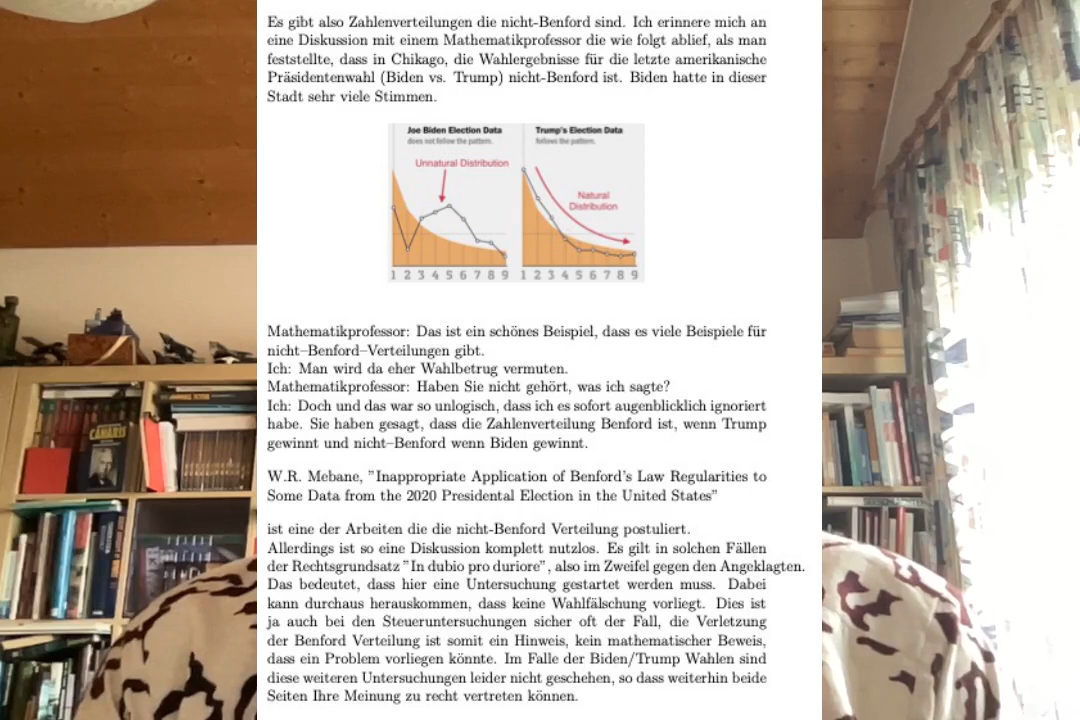 Es gibt also Zahlenverteilungen die nicht-Benford sind. Ich erinnere mich an
eine Diskussion mit einem Mathematikprofessor die wie folgt ablief, als man
feststellte, dass in Chikago, die Wahlergebnisse für die letzte amerikanische
Präsidentenwahl (Biden vs. Trump) nicht-Benford ist. Biden hatte in dieser
Stadt sehr viele Stimmen.
Joe Biden Election Data
does not follow the pattern.
Unnatural Distribution
1 2 3 4 5 6 7 8 9
Trump's Election Data
follows the pattern.
Natural
Distribution
1 2 3 4 5 6 7 8 9
Mathematikprofessor: Das ist ein schönes Beispiel, dass es viele Beispiele für
nicht–Benford–Verteilungen gibt.
Ich: Man wird da eher Wahlbetrug vermuten.
Mathematikprofessor: Haben Sie nicht gehört, was ich sagte?
Ich: Doch und das war so unlogisch, dass ich es sofort augenblicklich ignoriert
habe. Sie haben gesagt, dass die Zahlenverteilung Benford ist, wenn Trump
gewinnt und nicht–Benford wenn Biden gewinnt.
W.R. Mebane, "Inappropriate Application of Benford's Law Regularities to
Some Data from the 2020 Presidental Election in the United States"
ist eine der Arbeiten die die nicht-Benford Verteilung postuliert.
Allerdings ist so eine Diskussion komplett nutzlos. Es gilt in solchen Fällen
der Rechtsgrundsatz "In dubio pro duriore", also im Zweifel gegen den Angeklagten.
Das bedeutet, dass hier eine Untersuchung gestartet werden muss. Dabei
kann durchaus herauskommen, dass keine Wahlfälschung vorliegt. Dies ist
ja auch bei den Steueruntersuchungen sicher oft der Fall, die Verletzung
der Benford Verteilung ist somit ein Hinweis, kein mathematischer Beweis,
dass ein Problem vorliegen könnte. Im Falle der Biden/Trump Wahlen sind
diese weiteren Untersuchungen leider nicht geschehen, so dass weiterhin beide
Seiten Ihre Meinung zu recht vertreten können.
CANARIS